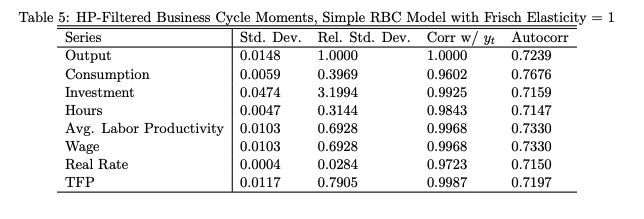 Table 5: HP-Filtered Business Cycle Moments, Simple RBC Model with Frisch Elasticity = 1
Series Std. Dev. Rel. Std. Dev. Corr w/ yₜ Autocorr
Output 0.0148 1.0000 1.0000 0.7239
Consumption 0.0059 0.3969 0.9602 0.7676
Investment 0.0474 3.1994 0.9925 0.7159
Hours 0.0047 0.3144 0.9843 0.7147
Avg. Labor Productivity 0.0103 0.6928 0.9968 0.7330
Wage 0.0103 0.6928 0.9968 0.7330
Real Rate 0.0004 0.0284 0.9723 0.7150
TFP 0.0117 0.7905 0.9987 0.7197